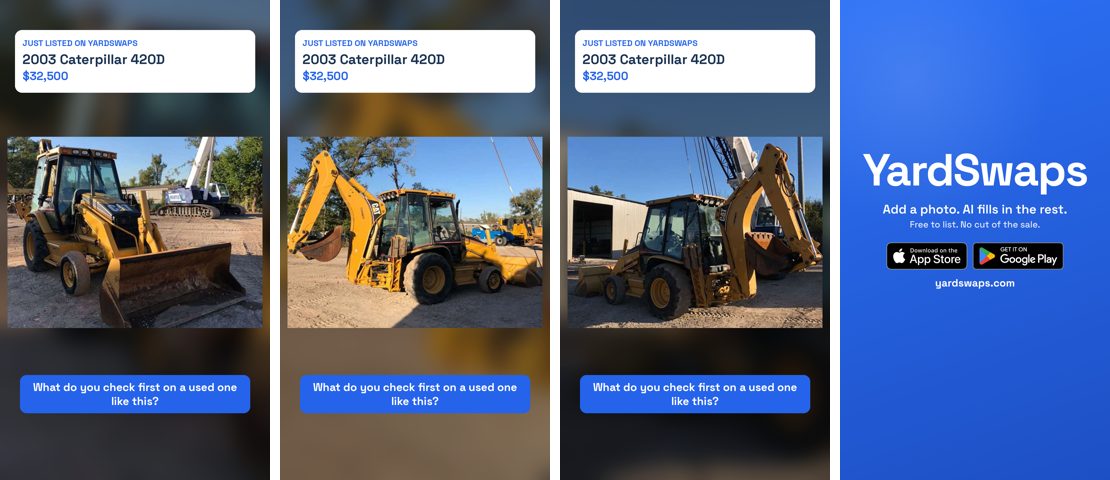 JUST LISTED ON YARDSWAPS
2003 Caterpillar 420D
$32,500
CAT
What do you check first on a used one
like this?
JUST LISTED ON YARDSWAPS
2003 Caterpillar 420D
$32,500
CAT
What do you check first on a used one
like this?
JUST LISTED ON YARDSWAPS
2003 Caterpillar 420D
$32,500
What do you check first on a used one
like this?
YardSwaps
Add a photo. AI fills in the rest.
Free to list. No cut of the sale.
Download on the
App Store
GET IT ON
Google Play
yardswaps.com